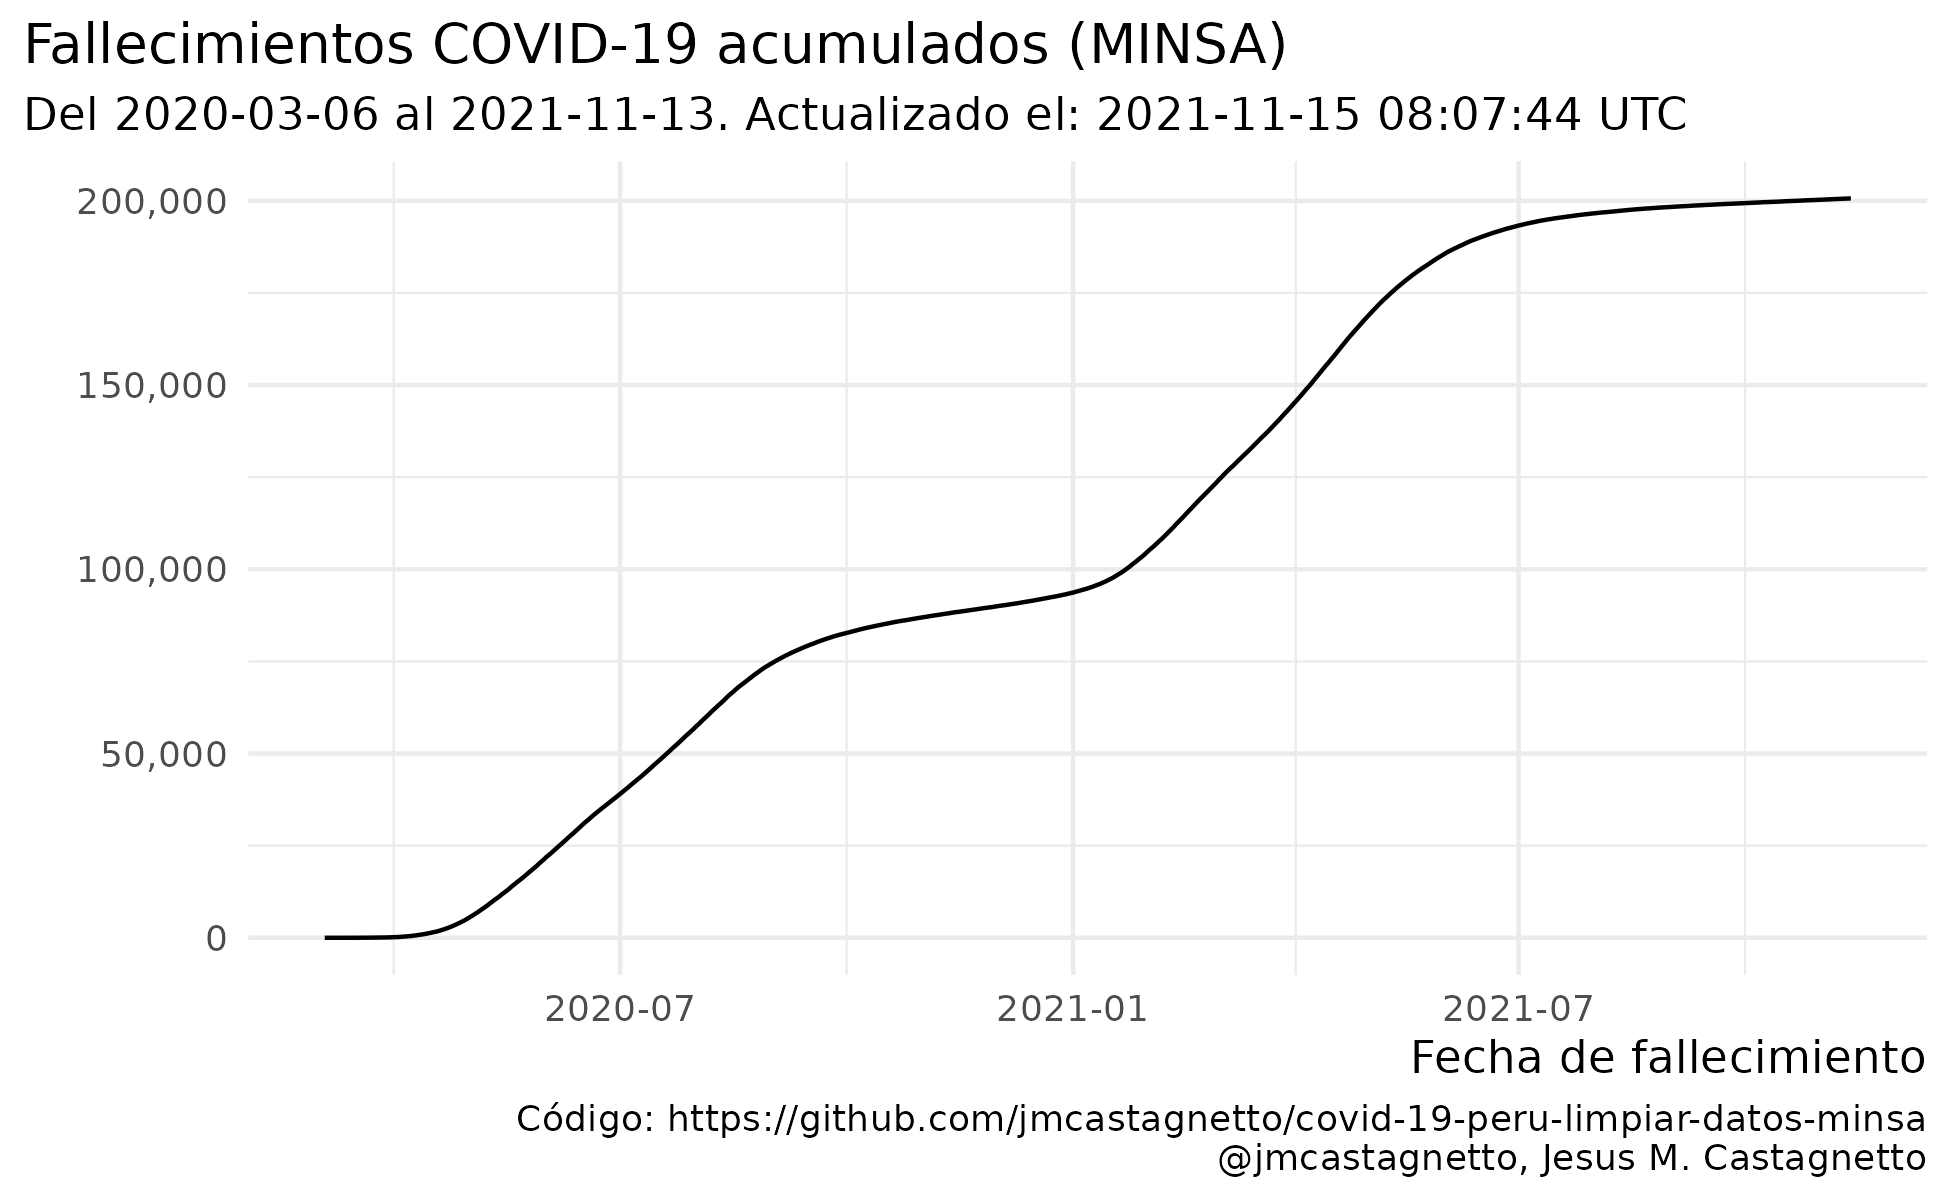 Fallecimientos COVID-19 acumulados (MINSA)
Del 2020-03-06 al 2021-11-13. Actualizado el: 2021-11-15 08:07:44 UTC
200,000
150,000
100,000
50,000
0
2020-07
2021-01
2021-07
Fecha de fallecimiento
Código: https://github.com/jmcastagnetto/covid-19-peru-limpiar-datos-minsa
@jmcastagnetto, Jesus M. Castagnetto